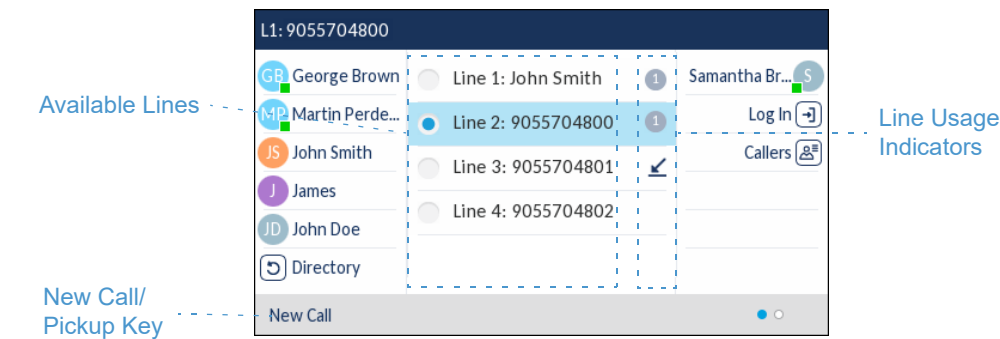 L1: 9055704800
GB George Brown
MP Martin Perde...
JS John Smith
J James
JD John Doe
Directory
Line 1: John Smith 1
Line 2: 9055704800 1
Line 3: 9055704801
Line 4: 9055704802
Samantha Br... S
Log In
Callers
New Call
Available Lines
New Call/
Pickup Key
Line Usage
Indicators